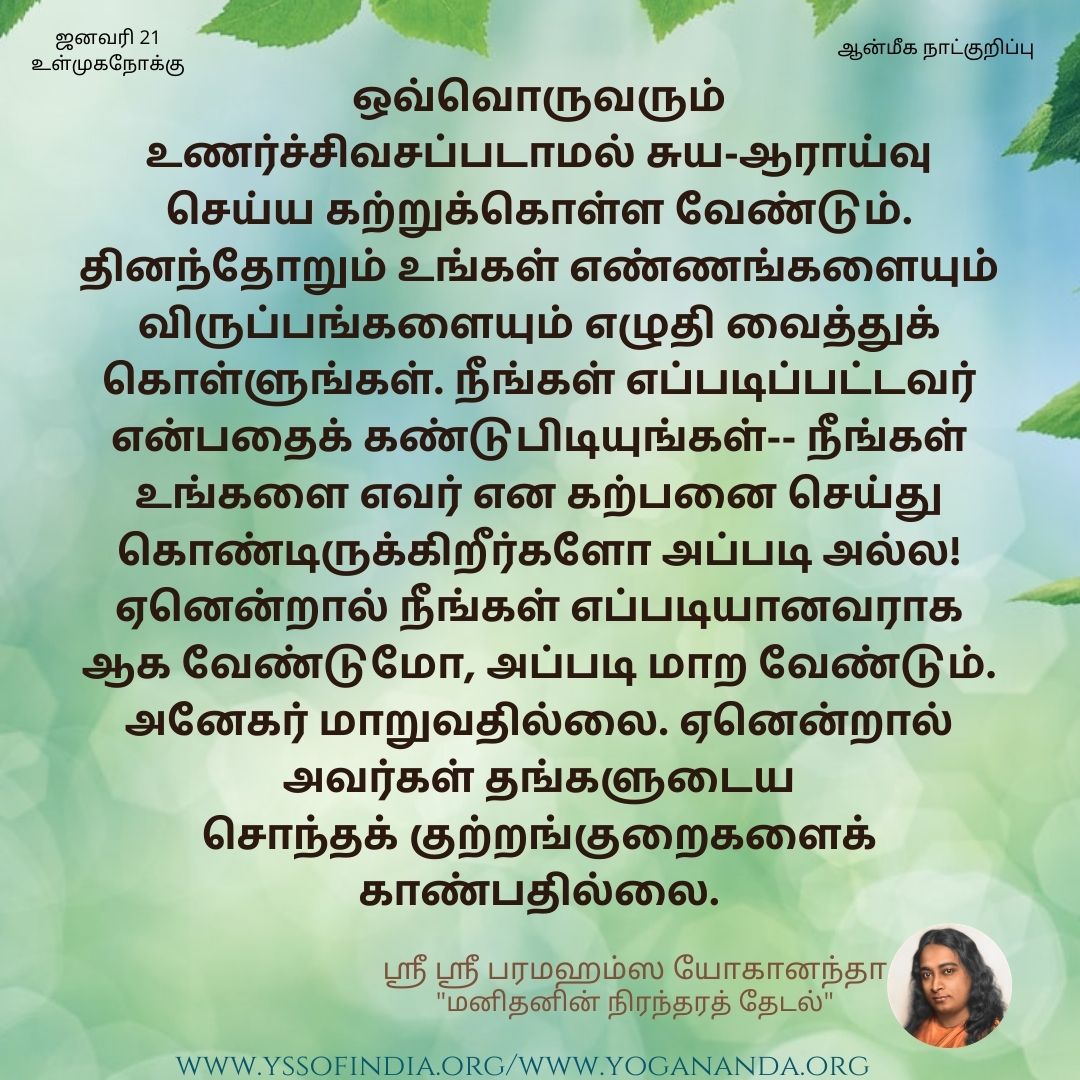 ஜனவரி 21
உள்முகநோக்கு
ஆன்மீக நாட்குறிப்பு
ஒவ்வொருவரும்
உணர்ச்சிவசப்படாமல் சுய-ஆராய்வு
செய்ய கற்றுக்கொள்ள வேண்டும்.
தினந்தோறும் உங்கள் எண்ணங்களையும்
விருப்பங்களையும் எழுதி வைத்துக்
கொள்ளுங்கள். நீங்கள் எப்படிப்பட்டவர்
என்பதைக் கண்டுபிடியுங்கள்-- நீங்கள்
உங்களை எவர் என கற்பனை செய்து
கொண்டிருக்கிறீர்களோ அப்படி அல்ல!
ஏனென்றால் நீங்கள் எப்படியானவராக
ஆக வேண்டுமோ, அப்படி மாற வேண்டும்.
அனேகர் மாறுவதில்லை. ஏனென்றால்
அவர்கள் தங்களுடைய
சொந்தக் குற்றங்குறைகளைக்
காண்பதில்லை.
ஸ்ரீ ஸ்ரீ பரமஹம்ஸ யோகானந்தா
"மனிதனின் நிரந்தரத் தேடல்"
WWW.YSSOFINDIA.ORG/WWW.YOGANANDA.ORG